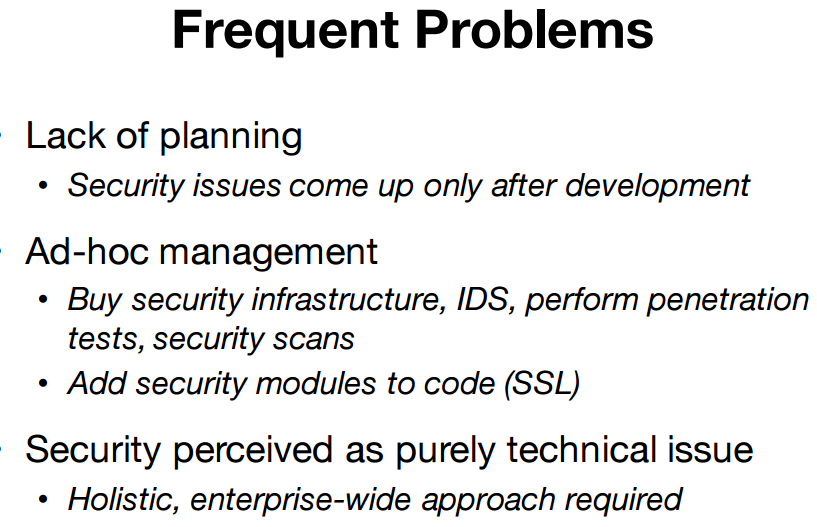 Frequent Problems
• Lack of planning
• Security issues come up only after development
• Ad-hoc management
• Buy security infrastructure, IDS, perform penetration
tests, security scans
• Add security modules to code (SSL)
• Security perceived as purely technical issue
• Holistic, enterprise-wide approach required